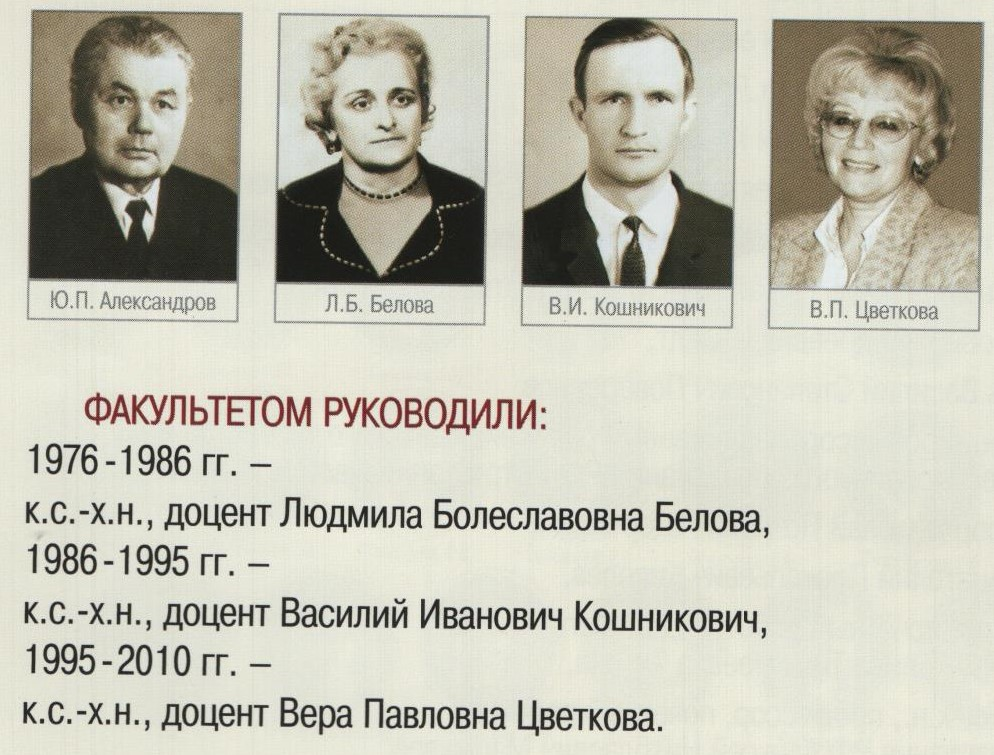 Ю.П. Александров
Л.Б. Белова
В.И. Кошникович
В.П. Цветкова
ФАКУЛЬТЕТОМ РУКОВОДИЛИ:
1976-1986 гг. –
к.с.-х.н., доцент Людмила Болеславовна Белова,
1986-1995 гг. –
к.с.-х.н., доцент Василий Иванович Кошникович,
1995-2010 гг. –
к.с.-х.н., доцент Вера Павловна Цветкова.